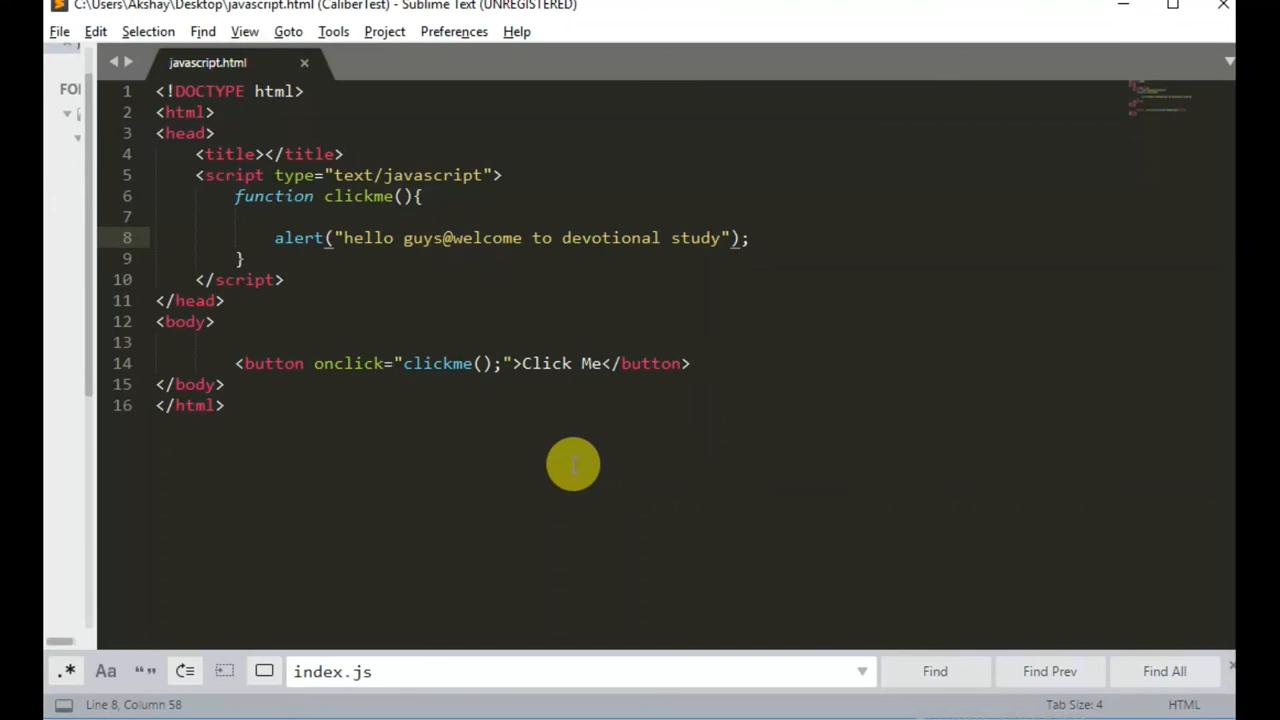 C:\Users\Akshay\Desktop\javascript.html (CaliberTest) - Sublime Text (UNREGISTERED)
File Edit Selection Find View Goto Tools Project Preferences Help
javascript.html
FOI
1 <!DOCTYPE html>
2 <html>
3 <head>
4 <title></title>
5 <script type="text/javascript">
6 function clickme(){
7
8 alert("hello guys@welcome to devotional study");
9 }
10 </script>
11 </head>
12 <body>
13
14 <button onclick="clickme();">Click Me</button>
15 </body>
16 </html>
.* Aa “” index.js Find Find Prev Find All
Line 8, Column 58 Tab Size: 4 HTML